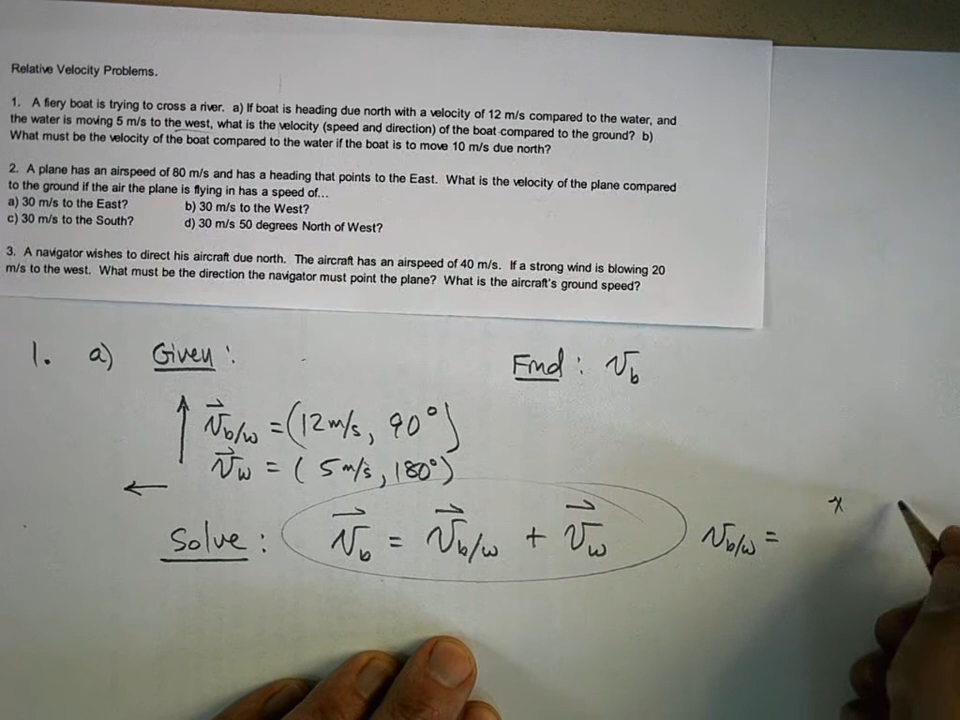 Relative Velocity Problems.
1. A fiery boat is trying to cross a river. a) If boat is heading due north with a velocity of 12 m/s compared to the water, and
the water is moving 5 m/s to the west, what is the velocity (speed and direction) of the boat compared to the ground? b)
What must be the velocity of the boat compared to the water if the boat is to move 10 m/s due north?
2. A plane has an airspeed of 80 m/s and has a heading that points to the East. What is the velocity of the plane compared
to the ground if the air the plane is flying in has a speed of...
a) 30 m/s to the East? b) 30 m/s to the West?
c) 30 m/s to the South? d) 30 m/s 50 degrees North of West?
3. A navigator wishes to direct his aircraft due north. The aircraft has an airspeed of 40 m/s. If a strong wind is blowing 20
m/s to the west. What must be the direction the navigator must point the plane? What is the aircraft's ground speed?
1. a) Given: Find: v_b
↑ v⃗_b/w = (12 m/s, 90°)
← v⃗_w = (5 m/s, 180°)
x
Solve: v⃗_b = v⃗_b/w + v⃗_w v_b/w =